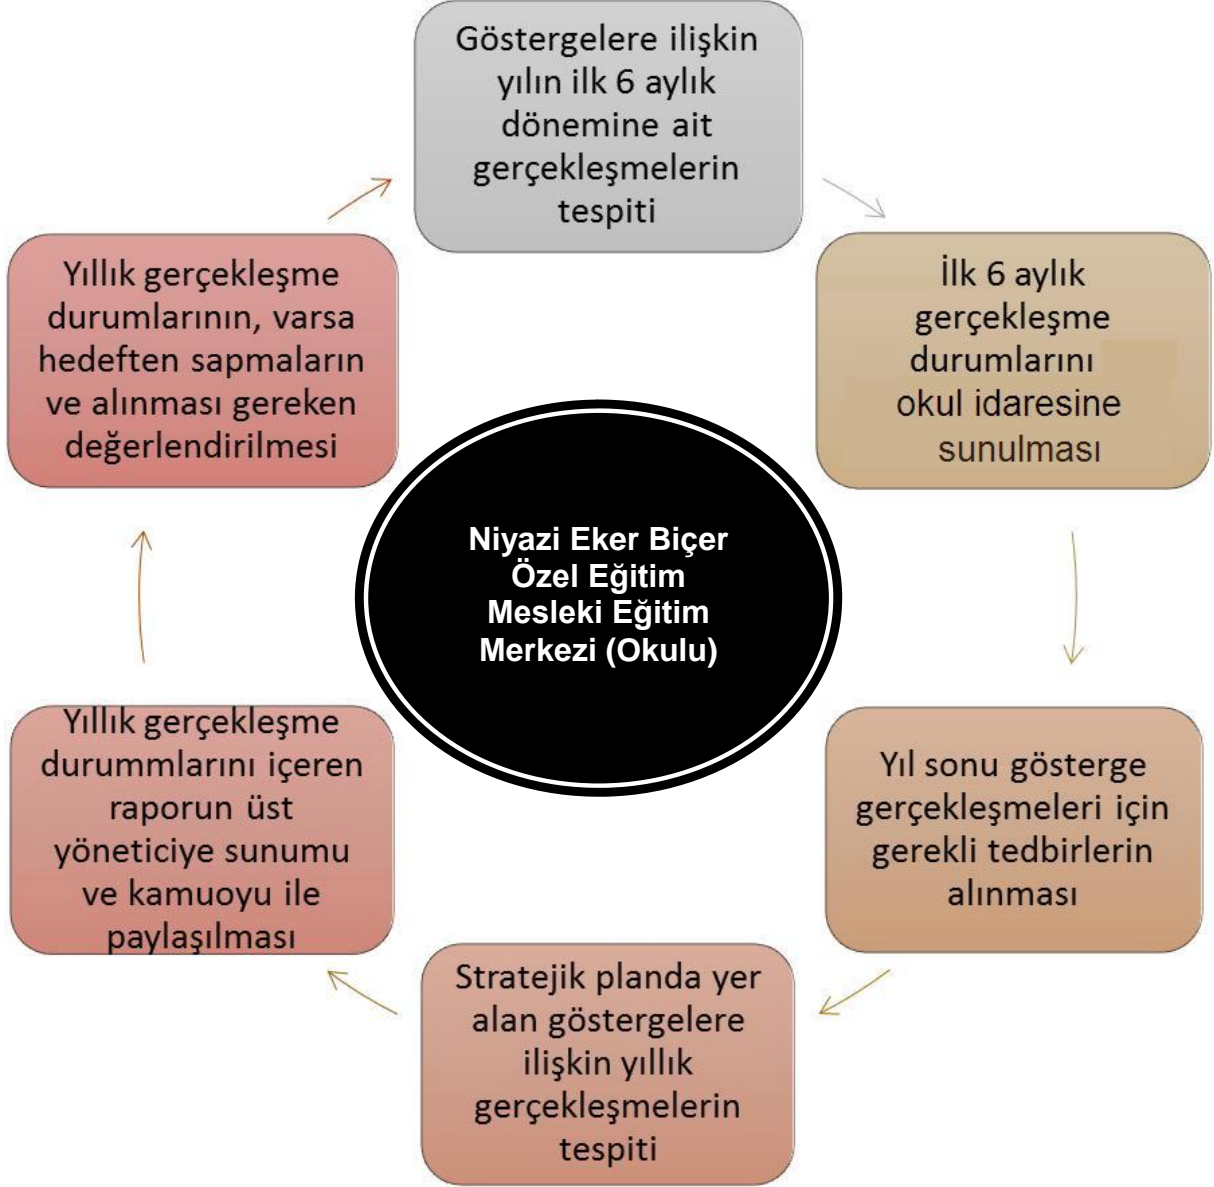 Göstergelere ilişkin
yılın ilk 6 aylık
dönemine ait
gerçekleşmelerin
tespiti
İlk 6 aylık
gerçekleşme
durumlarını
okul idaresine
sunulması
Yıl sonu gösterge
gerçekleşmeleri için
gerekli tedbirlerin
alınması
Stratejik planda yer
alan göstergelere
ilişkin yıllık
gerçekleşmelerin
tespiti
Yıllık gerçekleşme
durummlarını içeren
raporun üst
yöneticiye sunumu
ve kamuoyu ile
paylaşılması
Yıllık gerçekleşme
durumlarının, varsa
hedeften sapmaların
ve alınması gereken
değerlendirilmesi
Niyazi Eker Biçer
Özel Eğitim
Mesleki Eğitim
Merkezi (Okulu)